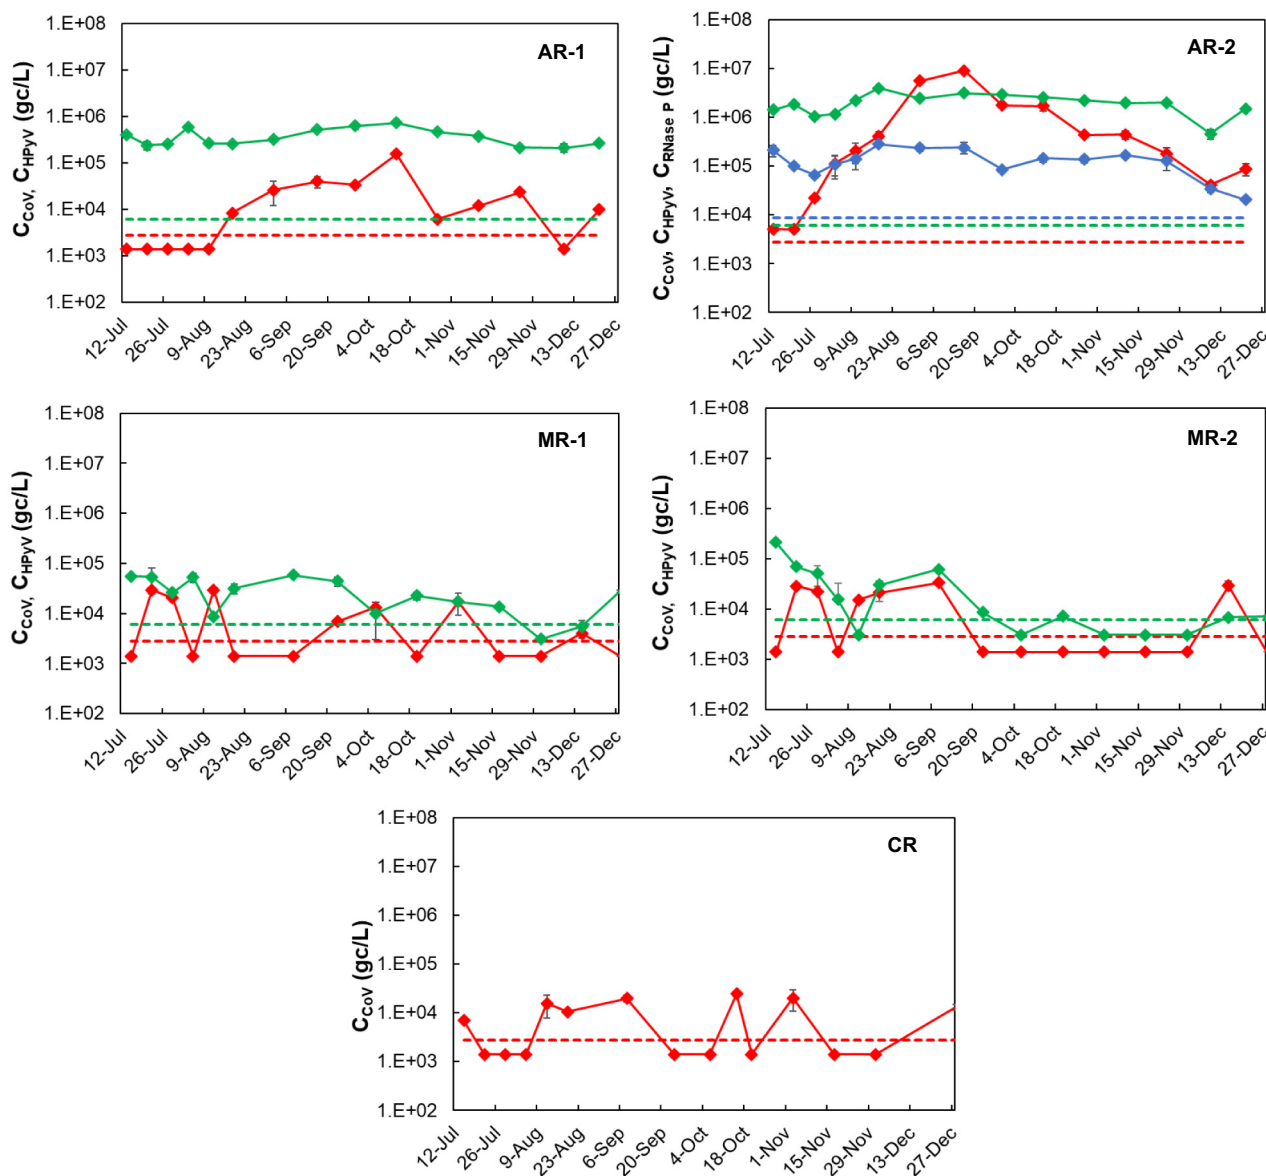 AR-1
C_CoV, C_HPyV (gc/L)
1.E+08
1.E+07
1.E+06
1.E+05
1.E+04
1.E+03
1.E+02
12-Jul 26-Jul 9-Aug 23-Aug 6-Sep 20-Sep 4-Oct 18-Oct 1-Nov 15-Nov 29-Nov 13-Dec 27-Dec
AR-2
C_CoV, C_HPyV, C_RNase P (gc/L)
1.E+08
1.E+07
1.E+06
1.E+05
1.E+04
1.E+03
1.E+02
12-Jul 26-Jul 9-Aug 23-Aug 6-Sep 20-Sep 4-Oct 18-Oct 1-Nov 15-Nov 29-Nov 13-Dec 27-Dec
MR-1
C_CoV, C_HPyV (gc/L)
1.E+08
1.E+07
1.E+06
1.E+05
1.E+04
1.E+03
1.E+02
12-Jul 26-Jul 9-Aug 23-Aug 6-Sep 20-Sep 4-Oct 18-Oct 1-Nov 15-Nov 29-Nov 13-Dec 27-Dec
MR-2
C_CoV, C_HPyV (gc/L)
1.E+08
1.E+07
1.E+06
1.E+05
1.E+04
1.E+03
1.E+02
12-Jul 26-Jul 9-Aug 23-Aug 6-Sep 20-Sep 4-Oct 18-Oct 1-Nov 15-Nov 29-Nov 13-Dec 27-Dec
CR
C_CoV (gc/L)
1.E+08
1.E+07
1.E+06
1.E+05
1.E+04
1.E+03
1.E+02
12-Jul 26-Jul 9-Aug 23-Aug 6-Sep 20-Sep 4-Oct 18-Oct 1-Nov 15-Nov 29-Nov 13-Dec 27-Dec